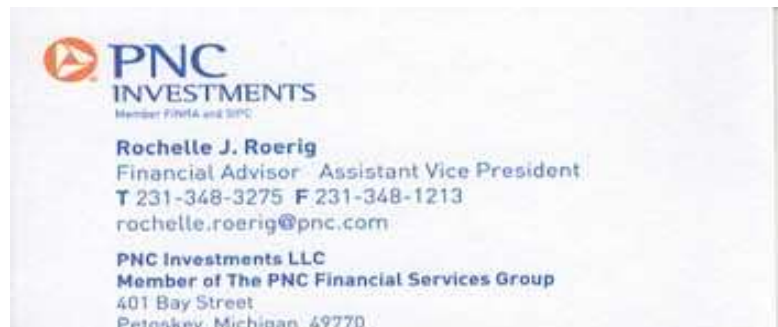 PNC
INVESTMENTS
Member FINRA and SIPC
Rochelle J. Roerig
Financial Advisor Assistant Vice President
T 231-348-3275 F 231-348-1213
rochelle.roerig@pnc.com
PNC Investments LLC
Member of The PNC Financial Services Group
401 Bay Street
Petoskey, Michigan 49770